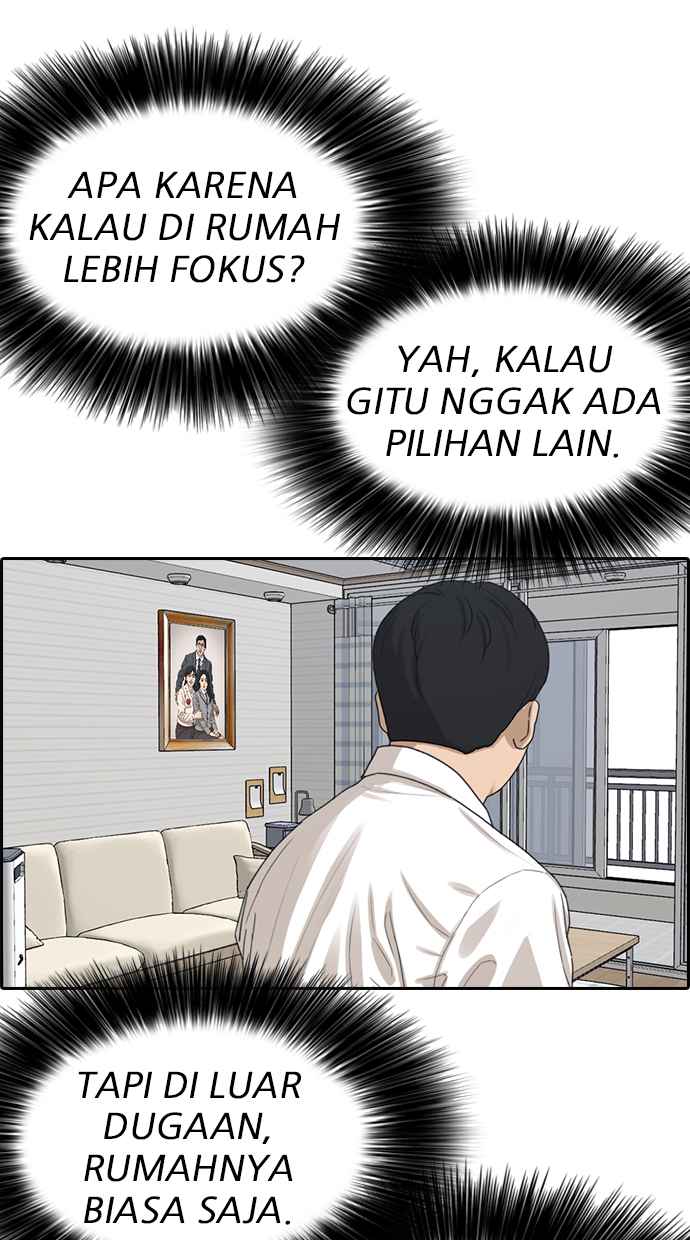 APA KARENA
KALAU DI RUMAH
LEBIH FOKUS?
YAH, KALAU
GITU NGGAK ADA
PILIHAN LAIN.
TAPI DI LUAR
DUGAAN,
RUMAHNYA
BIASA SAJA.